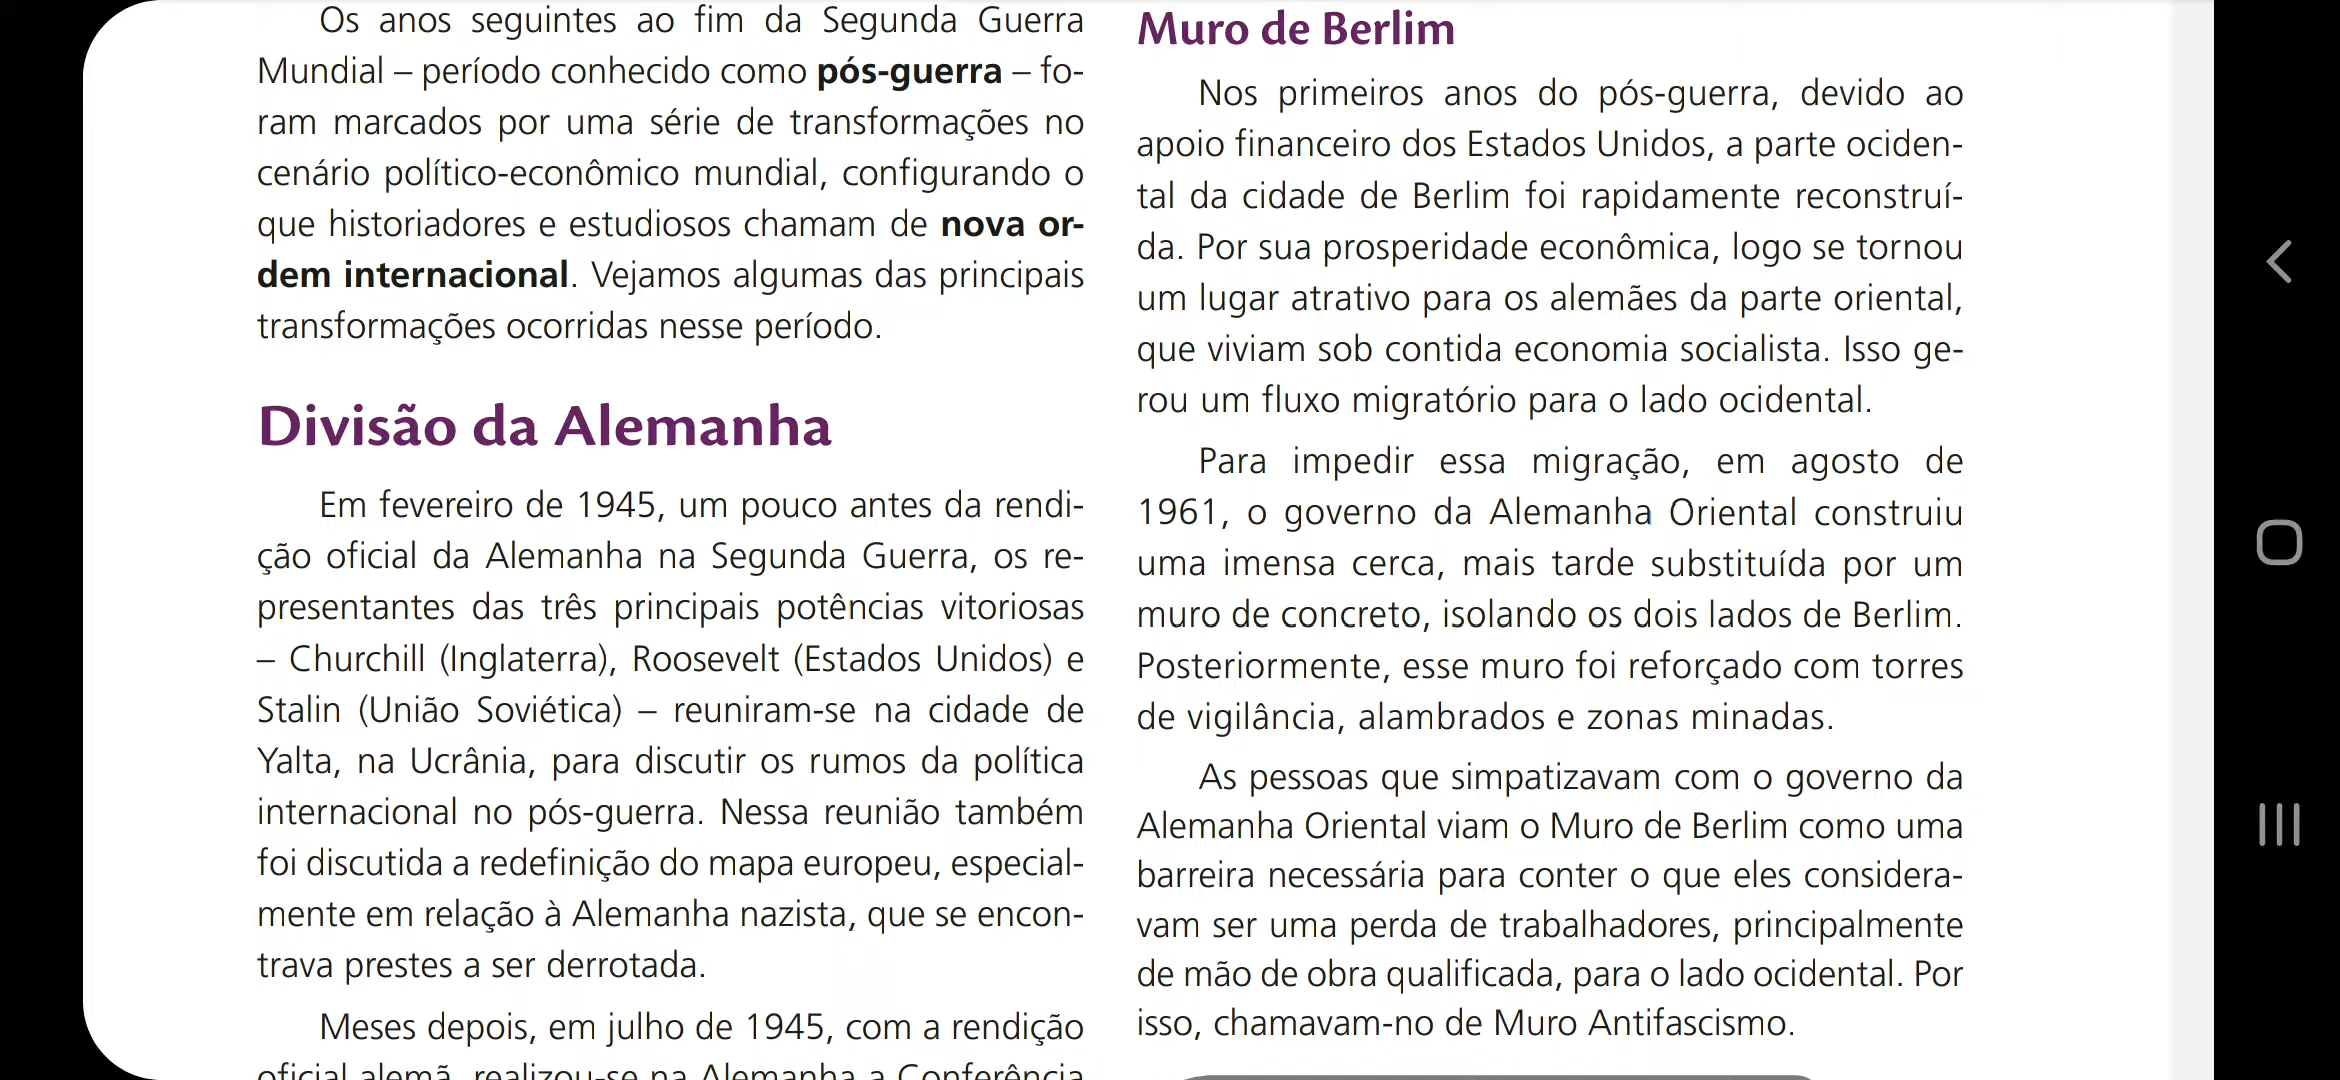 Os anos seguintes ao fim da Segunda Guerra
Mundial – período conhecido como pós-guerra – fo-
ram marcados por uma série de transformações no
cenário político-econômico mundial, configurando o
que historiadores e estudiosos chamam de nova or-
dem internacional. Vejamos algumas das principais
transformações ocorridas nesse período.
Divisão da Alemanha
Em fevereiro de 1945, um pouco antes da rendi-
ção oficial da Alemanha na Segunda Guerra, os re-
presentantes das três principais potências vitoriosas
– Churchill (Inglaterra), Roosevelt (Estados Unidos) e
Stalin (União Soviética) – reuniram-se na cidade de
Yalta, na Ucrânia, para discutir os rumos da política
internacional no pós-guerra. Nessa reunião também
foi discutida a redefinição do mapa europeu, especial-
mente em relação à Alemanha nazista, que se encon-
trava prestes a ser derrotada.
Meses depois, em julho de 1945, com a rendição
oficial alemã, realizou-se na Alemanha a Conferência
Muro de Berlim
Nos primeiros anos do pós-guerra, devido ao
apoio financeiro dos Estados Unidos, a parte ociden-
tal da cidade de Berlim foi rapidamente reconstruí-
da. Por sua prosperidade econômica, logo se tornou
um lugar atrativo para os alemães da parte oriental,
que viviam sob contida economia socialista. Isso ge-
rou um fluxo migratório para o lado ocidental.
Para impedir essa migração, em agosto de
1961, o governo da Alemanha Oriental construiu
uma imensa cerca, mais tarde substituída por um
muro de concreto, isolando os dois lados de Berlim.
Posteriormente, esse muro foi reforçado com torres
de vigilância, alambrados e zonas minadas.
As pessoas que simpatizavam com o governo da
Alemanha Oriental viam o Muro de Berlim como uma
barreira necessária para conter o que eles considera-
vam ser uma perda de trabalhadores, principalmente
de mão de obra qualificada, para o lado ocidental. Por
isso, chamavam-no de Muro Antifascismo.